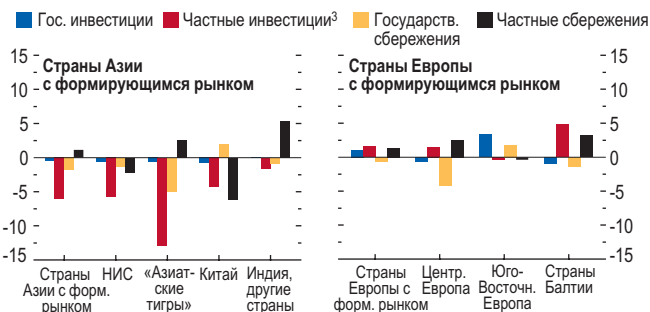 Гос. инвестиции Частные инвестиции³ Государств. сбережения Частные сбережения
Страны Азии
с формирующимся рынком
15
10
5
0
-5
-10
-15
Страны Азии с форм. рынком
НИС
«Азиат-
ские
тигры»
Китай
Индия,
другие
страны
Страны Европы
с формирующимся рынком
15
10
5
0
-5
-10
-15
Страны
Европы с
форм. рынком
Центр.
Европа
Юго-
Восточн.
Европа
Страны
Балтии